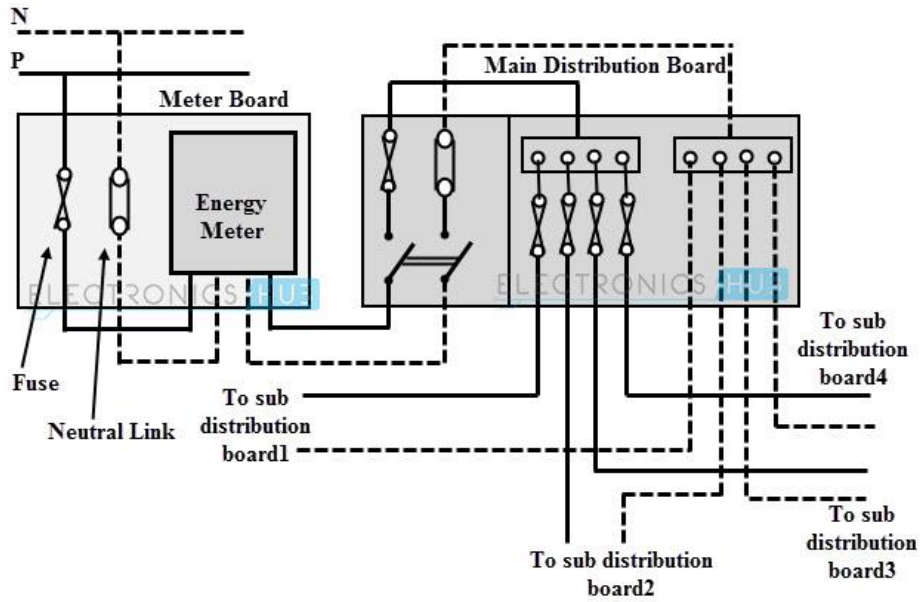 N
P
Meter Board
Main Distribution Board
Energy
Meter
ELECTRONICS HUB
ELECTRONICS HUB
Fuse
Neutral Link
To sub
distribution
board1
To sub
distribution
board4
To sub distribution
board2
To sub
distribution
board3